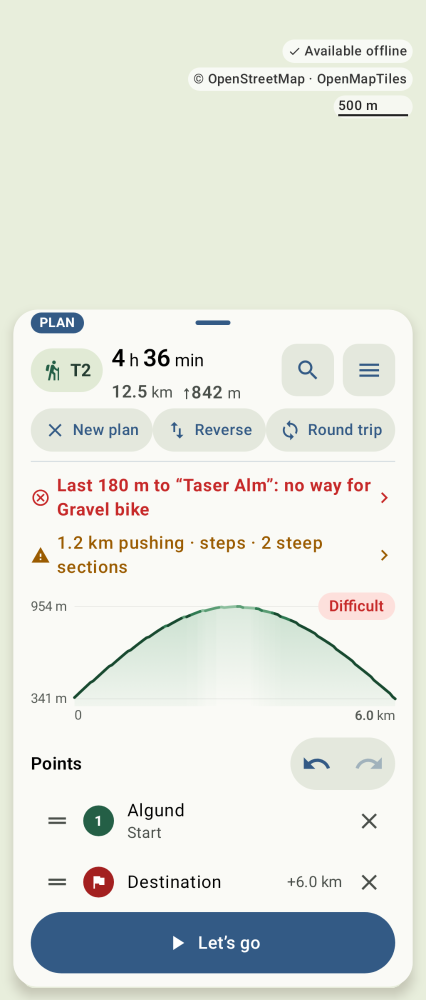 Available offline
© OpenStreetMap · OpenMapTiles
500 m
PLAN
T2
4 h 36 min
12.5 km ↑842 m
New plan
Reverse
Round trip
Last 180 m to “Taser Alm”: no way for
Gravel bike
1.2 km pushing · steps · 2 steep
sections
954 m
Difficult
341 m
0
6.0 km
Points
1
Algund
Start
Destination
+6.0 km
Let’s go